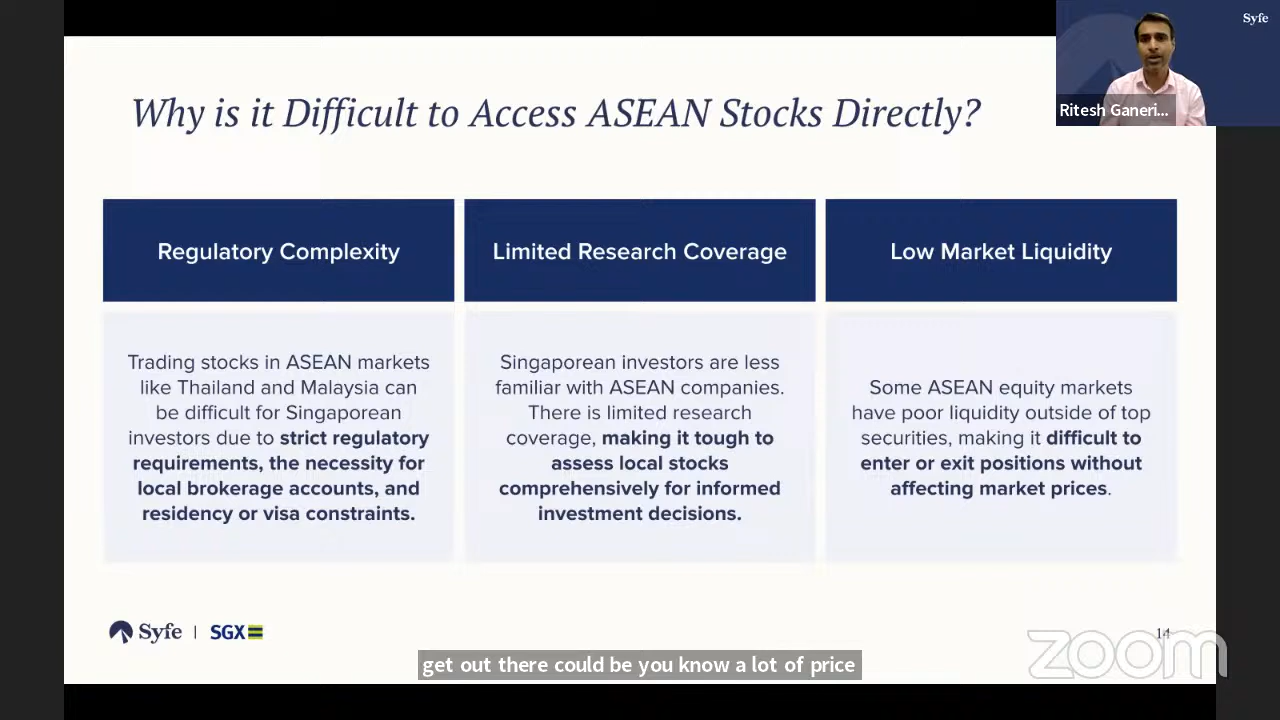 Syfe
Ritesh Ganeri...
Why is it Difficult to Access ASEAN Stocks Directly?
Regulatory Complexity
Trading stocks in ASEAN markets
like Thailand and Malaysia can
be difficult for Singaporean
investors due to strict regulatory
requirements, the necessity for
local brokerage accounts, and
residency or visa constraints.
Limited Research Coverage
Singaporean investors are less
familiar with ASEAN companies.
There is limited research
coverage, making it tough to
assess local stocks
comprehensively for informed
investment decisions.
Low Market Liquidity
Some ASEAN equity markets
have poor liquidity outside of top
securities, making it difficult to
enter or exit positions without
affecting market prices.
Syfe | SGX
14
zoom
get out there could be you know a lot of price